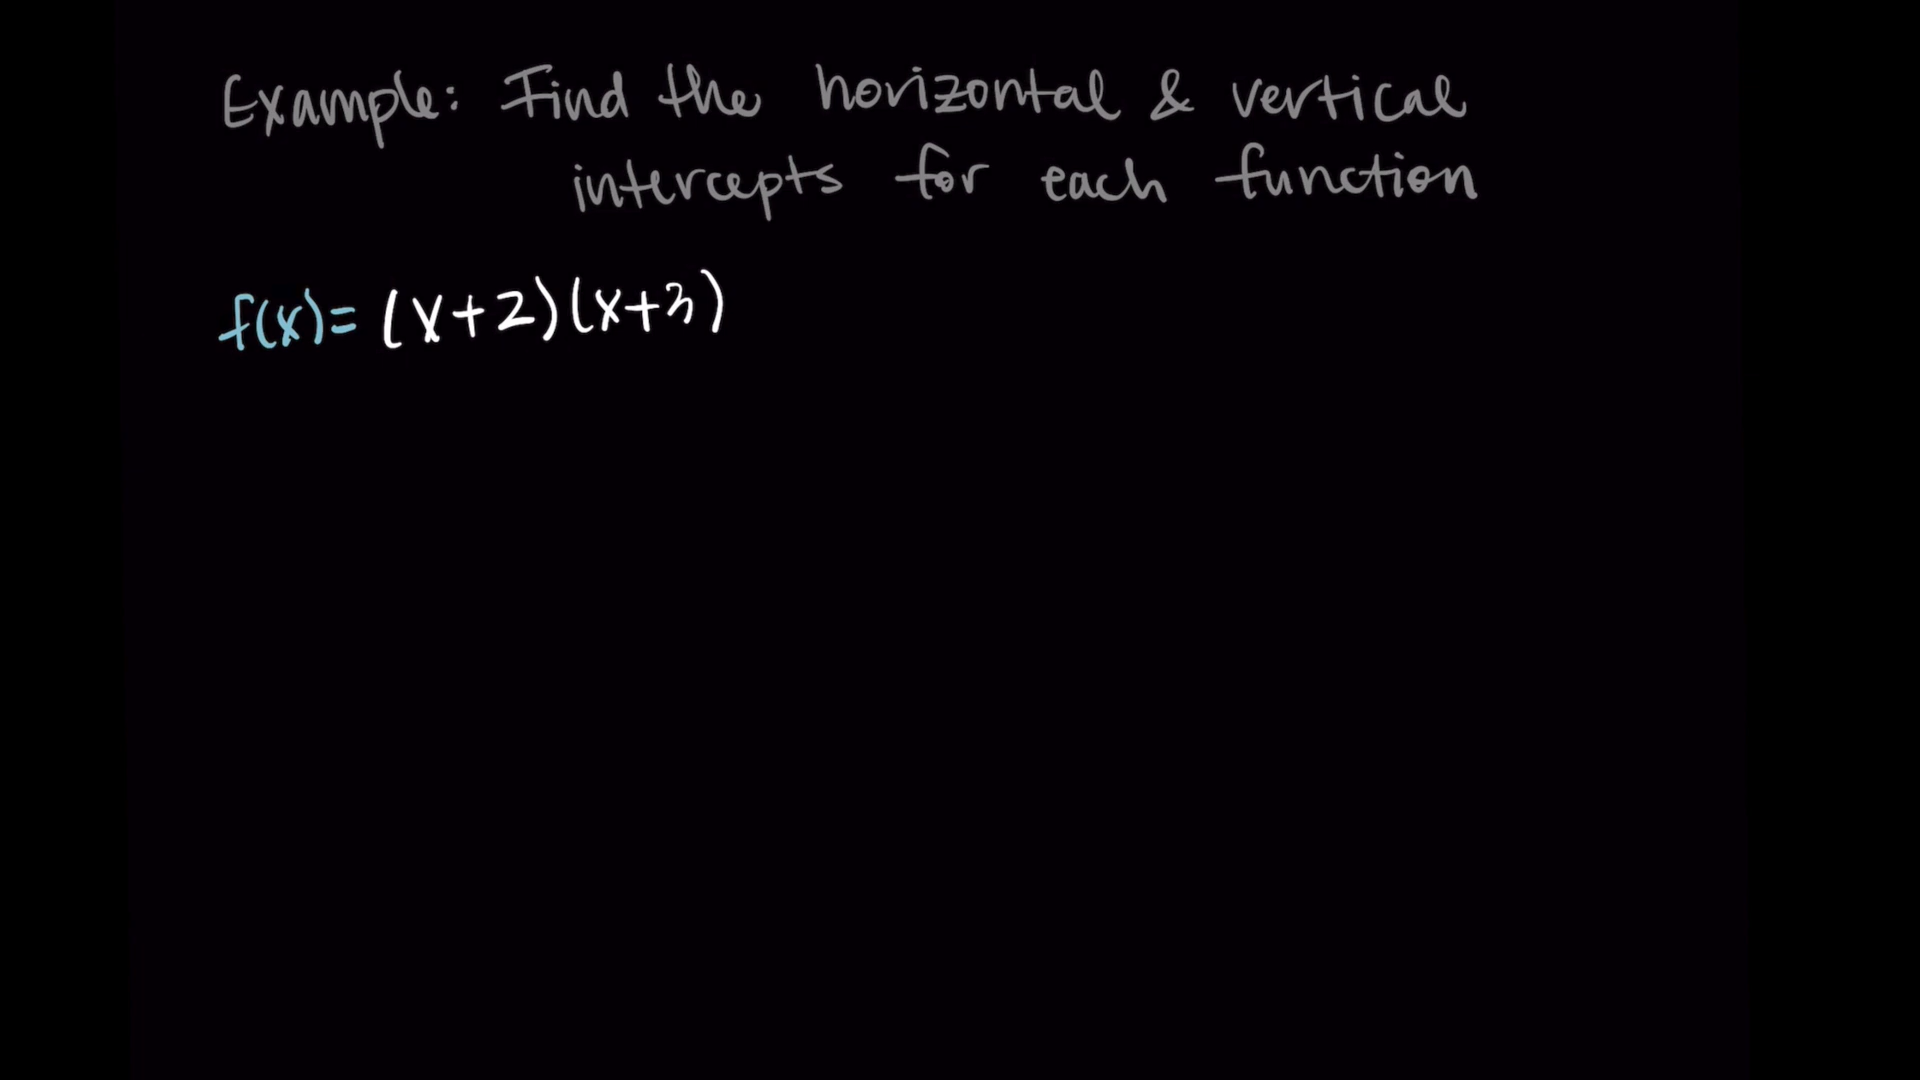 Example: Find the horizontal & vertical
intercepts for each function
f(x)= (x+2)(x+3)